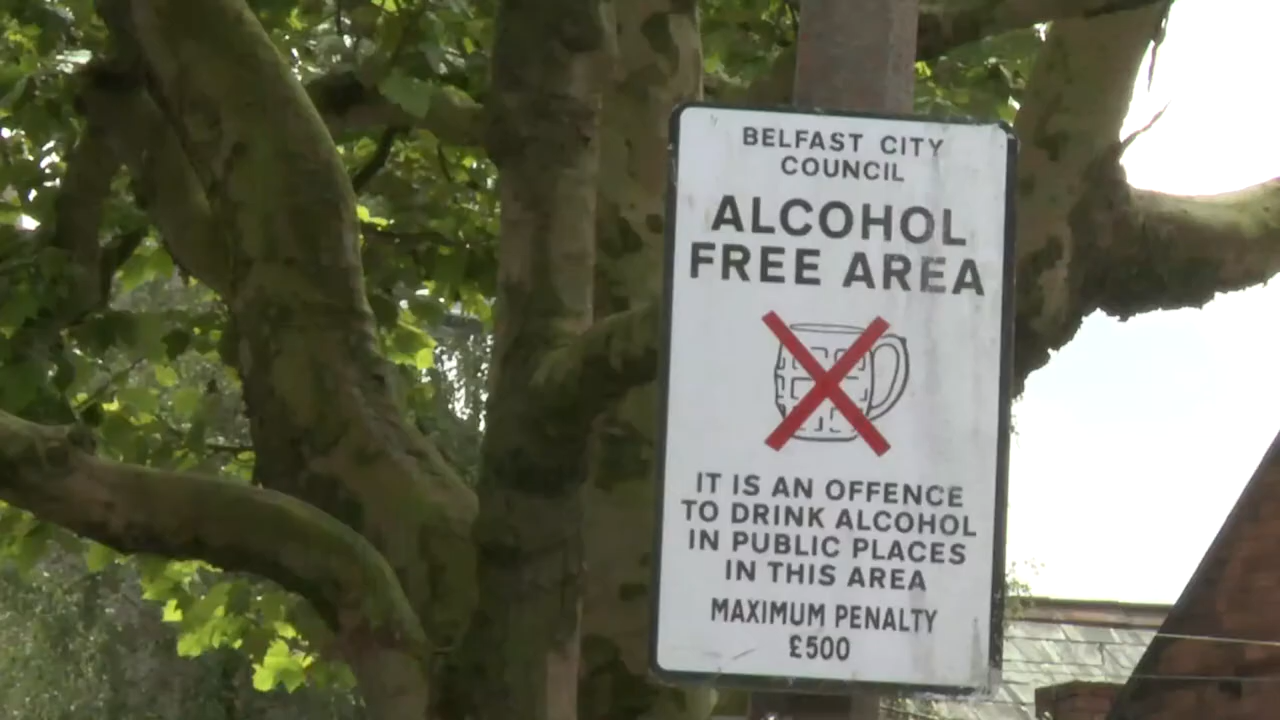 BELFAST CITY
COUNCIL
ALCOHOL
FREE AREA
IT IS AN OFFENCE
TO DRINK ALCOHOL
IN PUBLIC PLACES
IN THIS AREA
MAXIMUM PENALTY
£500